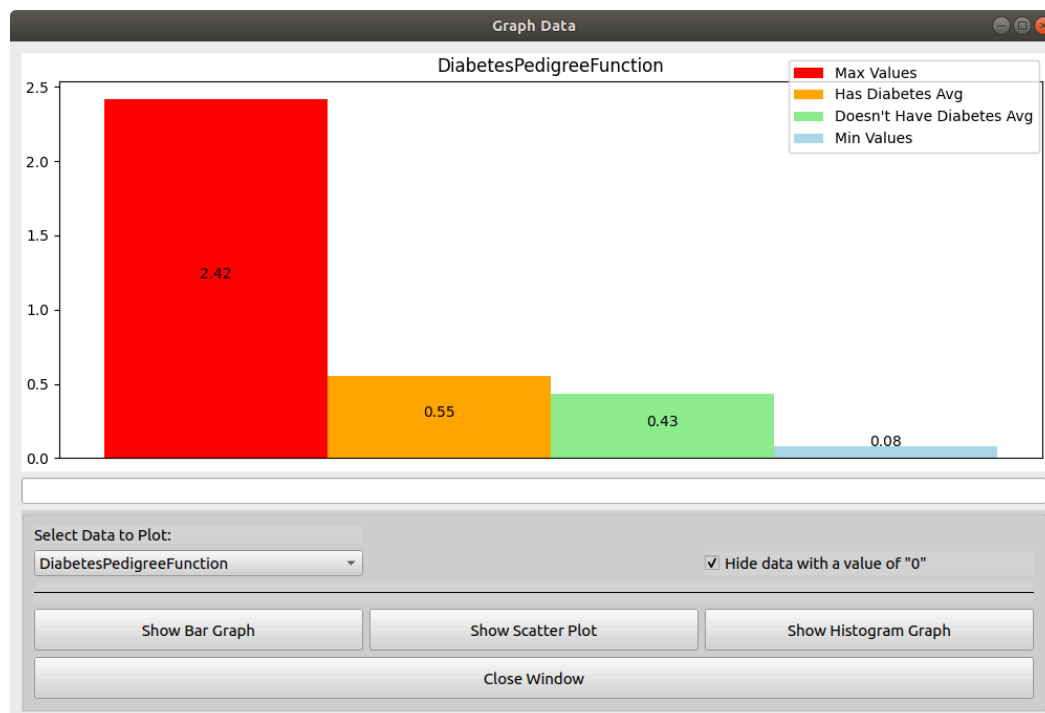 Graph Data
DiabetesPedigreeFunction
Max Values
Has Diabetes Avg
Doesn't Have Diabetes Avg
Min Values
2.5
2.0
1.5
1.0
0.5
0.0
2.42
0.55
0.43
0.08
Select Data to Plot:
DiabetesPedigreeFunction
Hide data with a value of "0"
Show Bar Graph
Show Scatter Plot
Show Histogram Graph
Close Window